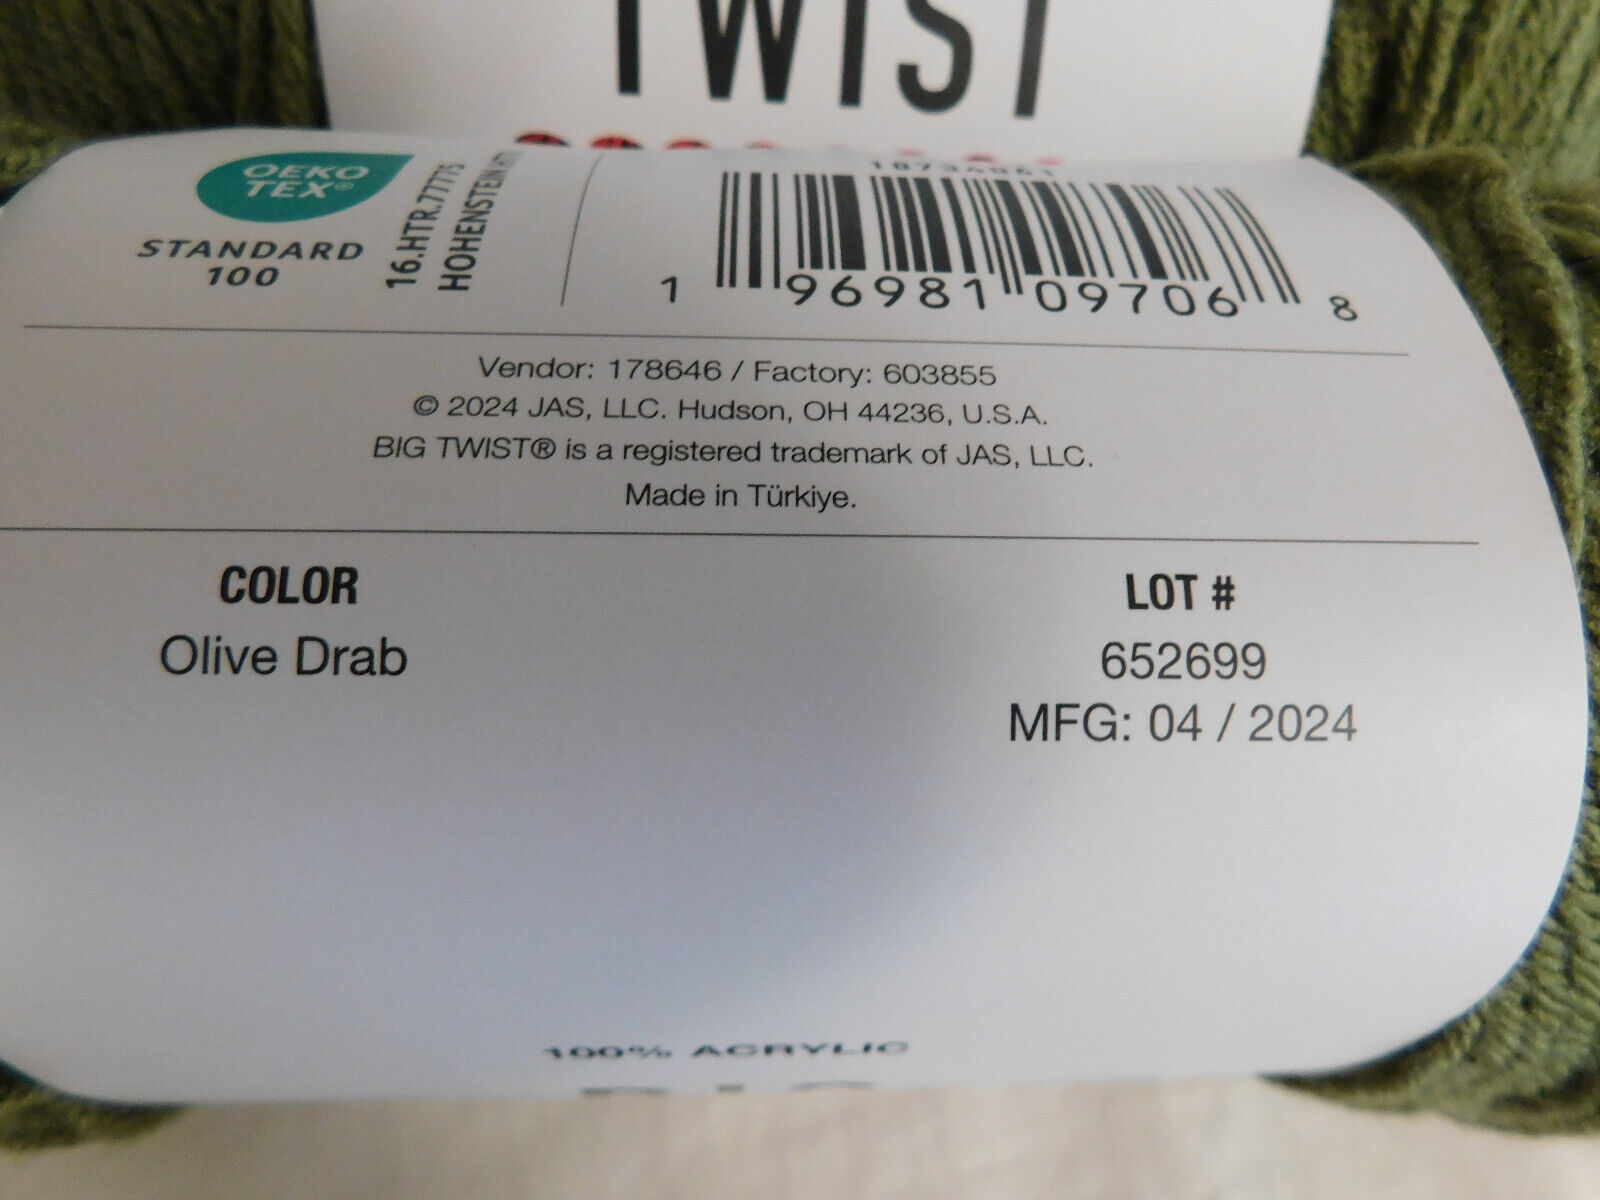 TWIST
OEKO
TEX®
STANDARD
100
16.HTR.77775
HOHENSTEIN HTTI
18734961
1 96981 09706 8
Vendor: 178646 / Factory: 603855
© 2024 JAS, LLC. Hudson, OH 44236, U.S.A.
BIG TWIST® is a registered trademark of JAS, LLC.
Made in Türkiye.
COLOR
Olive Drab
LOT #
652699
MFG: 04 / 2024
100% ACRYLIC